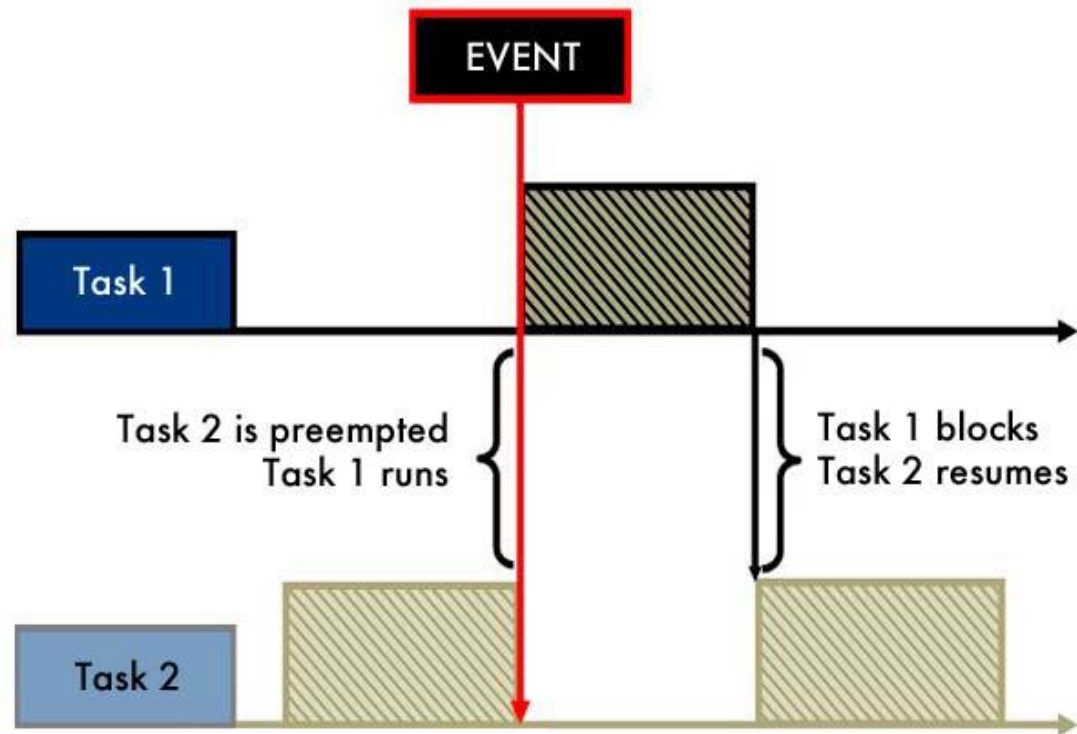 EVENT
Task 1
Task 2 is preempted
Task 1 runs
Task 1 blocks
Task 2 resumes
Task 2